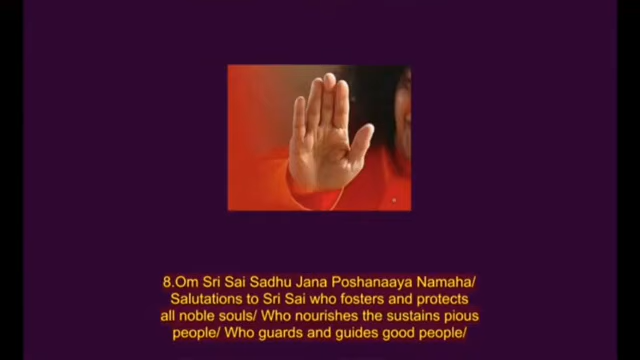 8.Om Sri Sai Sadhu Jana Poshanaaya Namaha/
Salutations to Sri Sai who fosters and protects
all noble souls/ Who nourishes the sustains pious
people/ Who guards and guides good people/